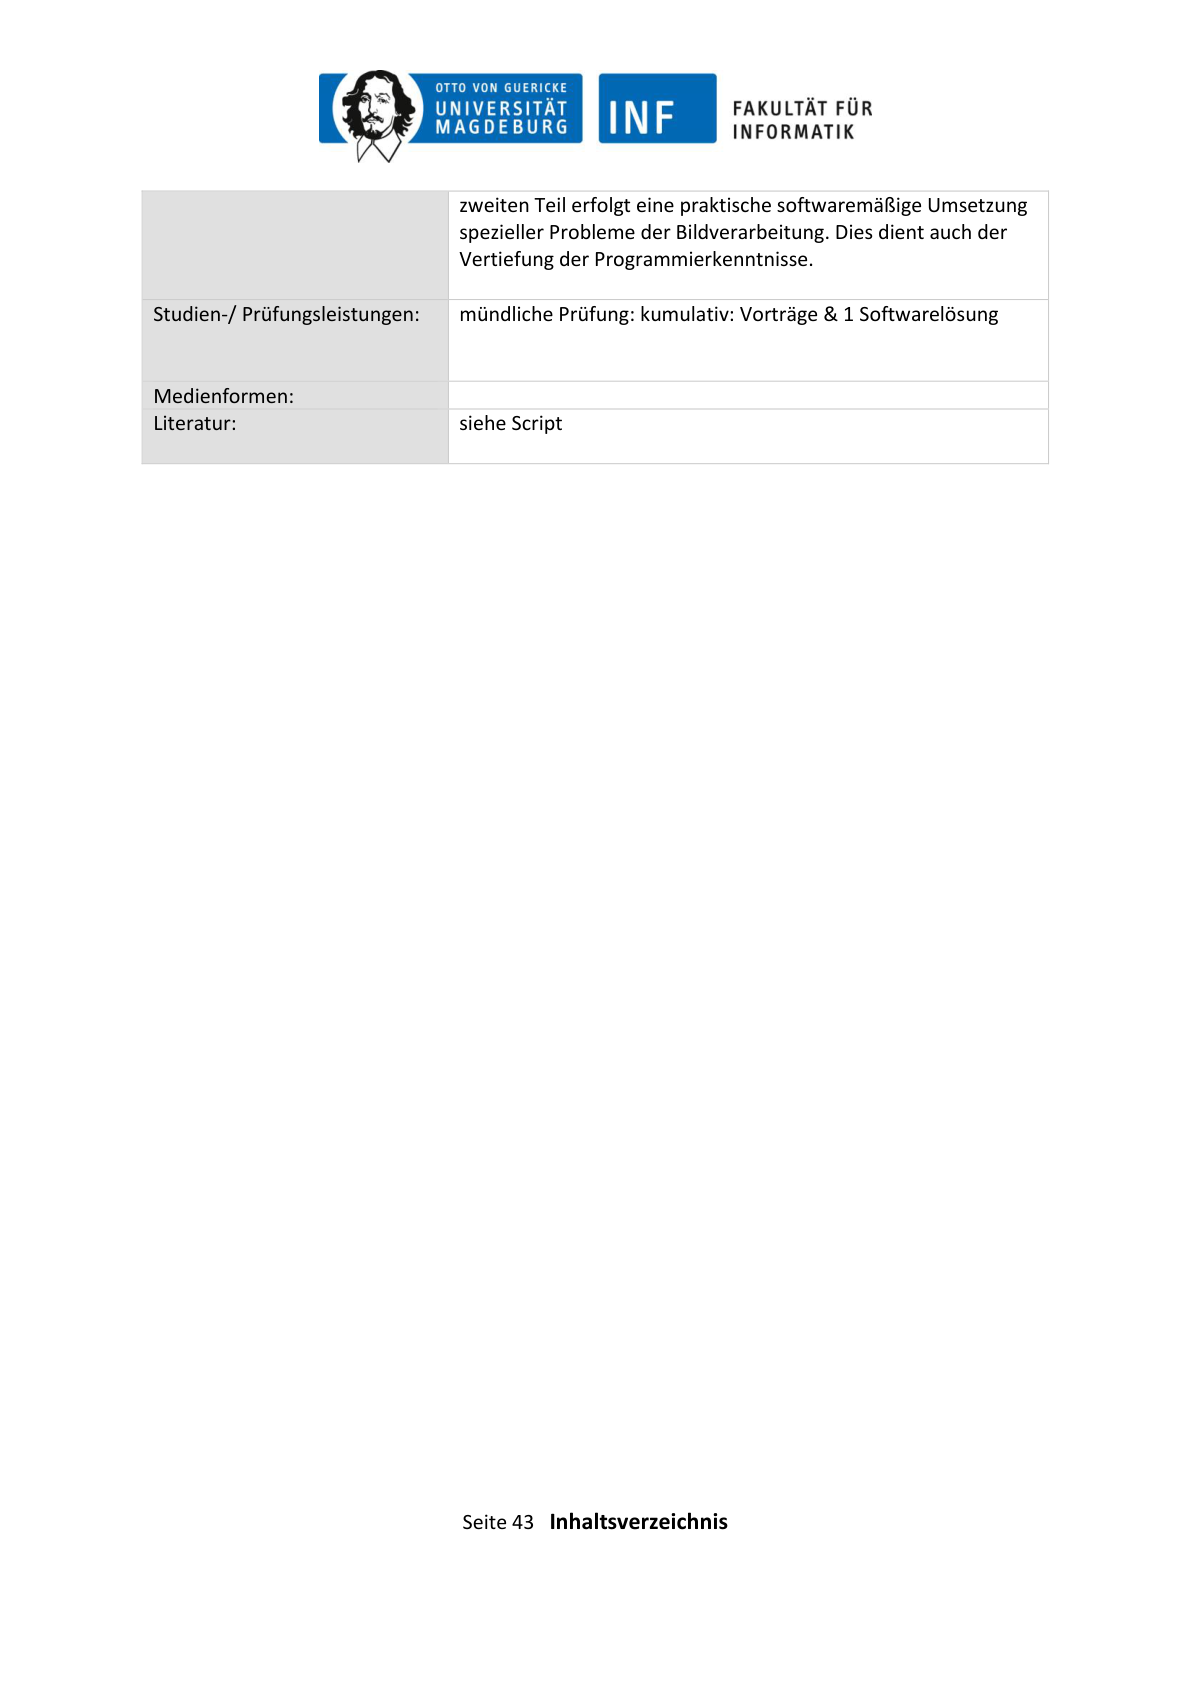 OTTO VON GUERICKE
UNIVERSITÄT
MAGDEBURG
INF
FAKULTÄT FÜR
INFORMATIK
zweiten Teil erfolgt eine praktische softwaremäßige Umsetzung
spezieller Probleme der Bildverarbeitung. Dies dient auch der
Vertiefung der Programmierkenntnisse.
Studien-/ Prüfungsleistungen:
mündliche Prüfung: kumulativ: Vorträge & 1 Softwarelösung
Medienformen:
Literatur:
siehe Script
Seite 43 Inhaltsverzeichnis